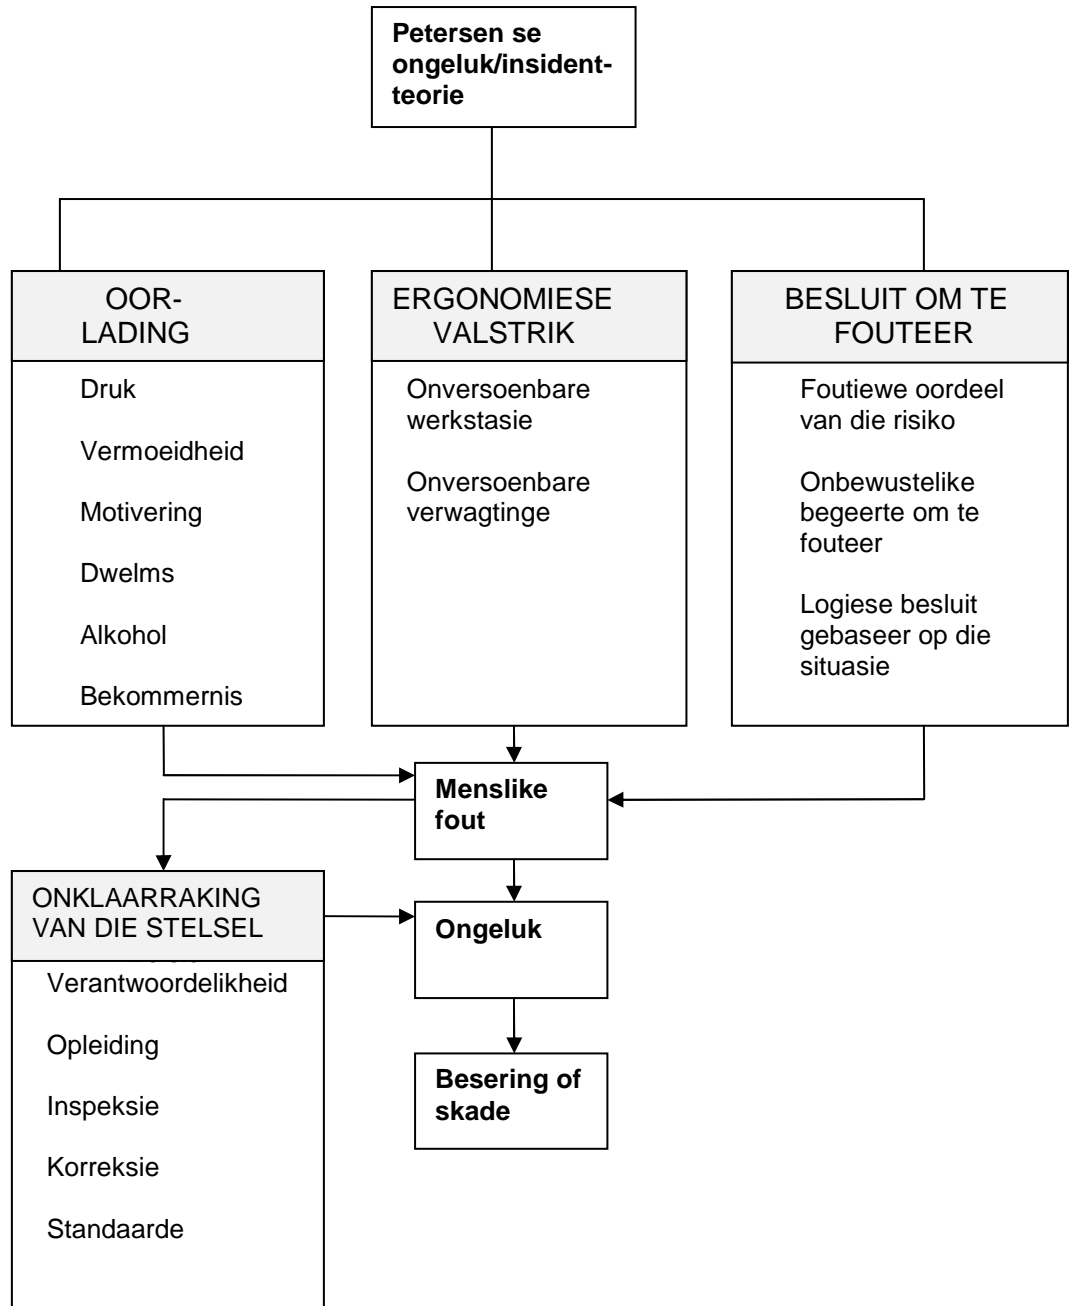 Petersen se
ongeluk/insident-
teorie
OOR-
LADING
Druk
Vermoeidheid
Motivering
Dwelms
Alkohol
Bekommernis
ERGONOMIESE
VALSTRIK
Onversoenbare
werkstasie
Onversoenbare
verwagtinge
BESLUIT OM TE
FOUTEER
Foutiewe oordeel
van die risiko
Onbewustelike
begeerte om te
fouteer
Logiese besluit
gebaseer op die
situasie
Menslike
fout
ONKLAARRAKING
VAN DIE STELSEL
Verantwoordelikheid
Opleiding
Inspeksie
Korreksie
Standaarde
Ongeluk
Besering of
skade